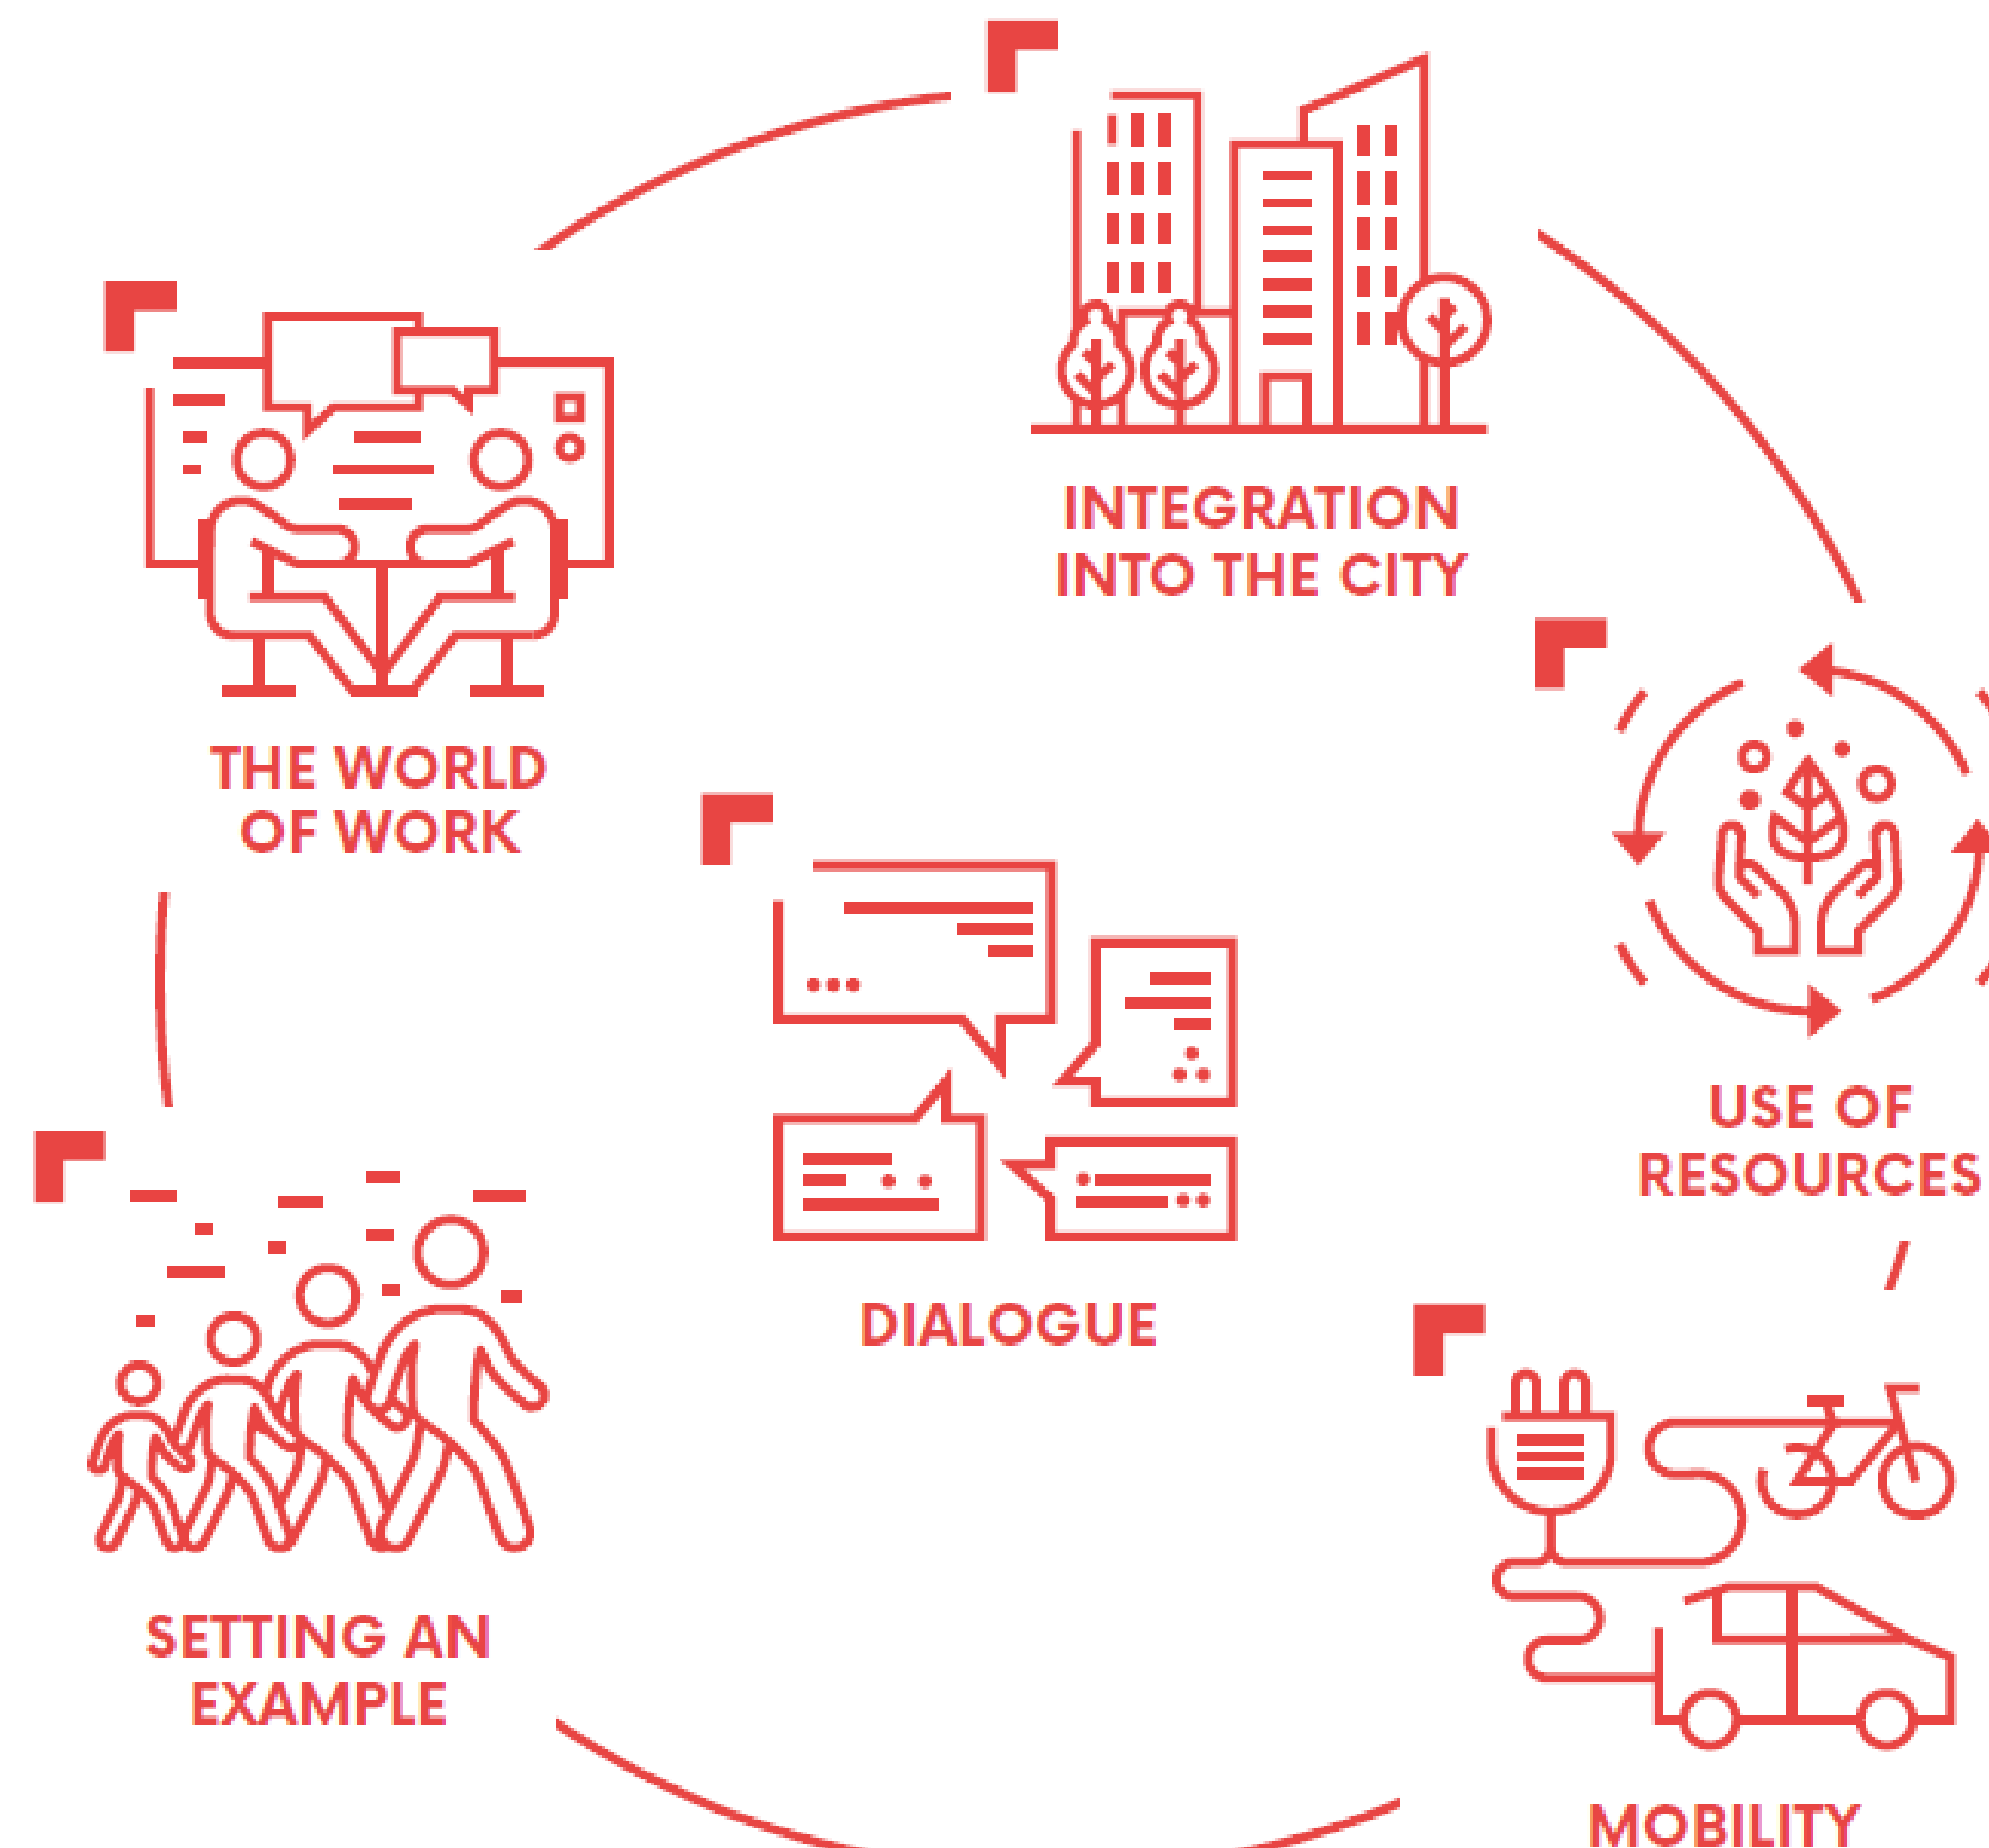 INTEGRATION
INTO THE CITY
THE WORLD
OF WORK
USE OF
RESOURCES
DIALOGUE
SETTING AN
EXAMPLE
MOBILITY